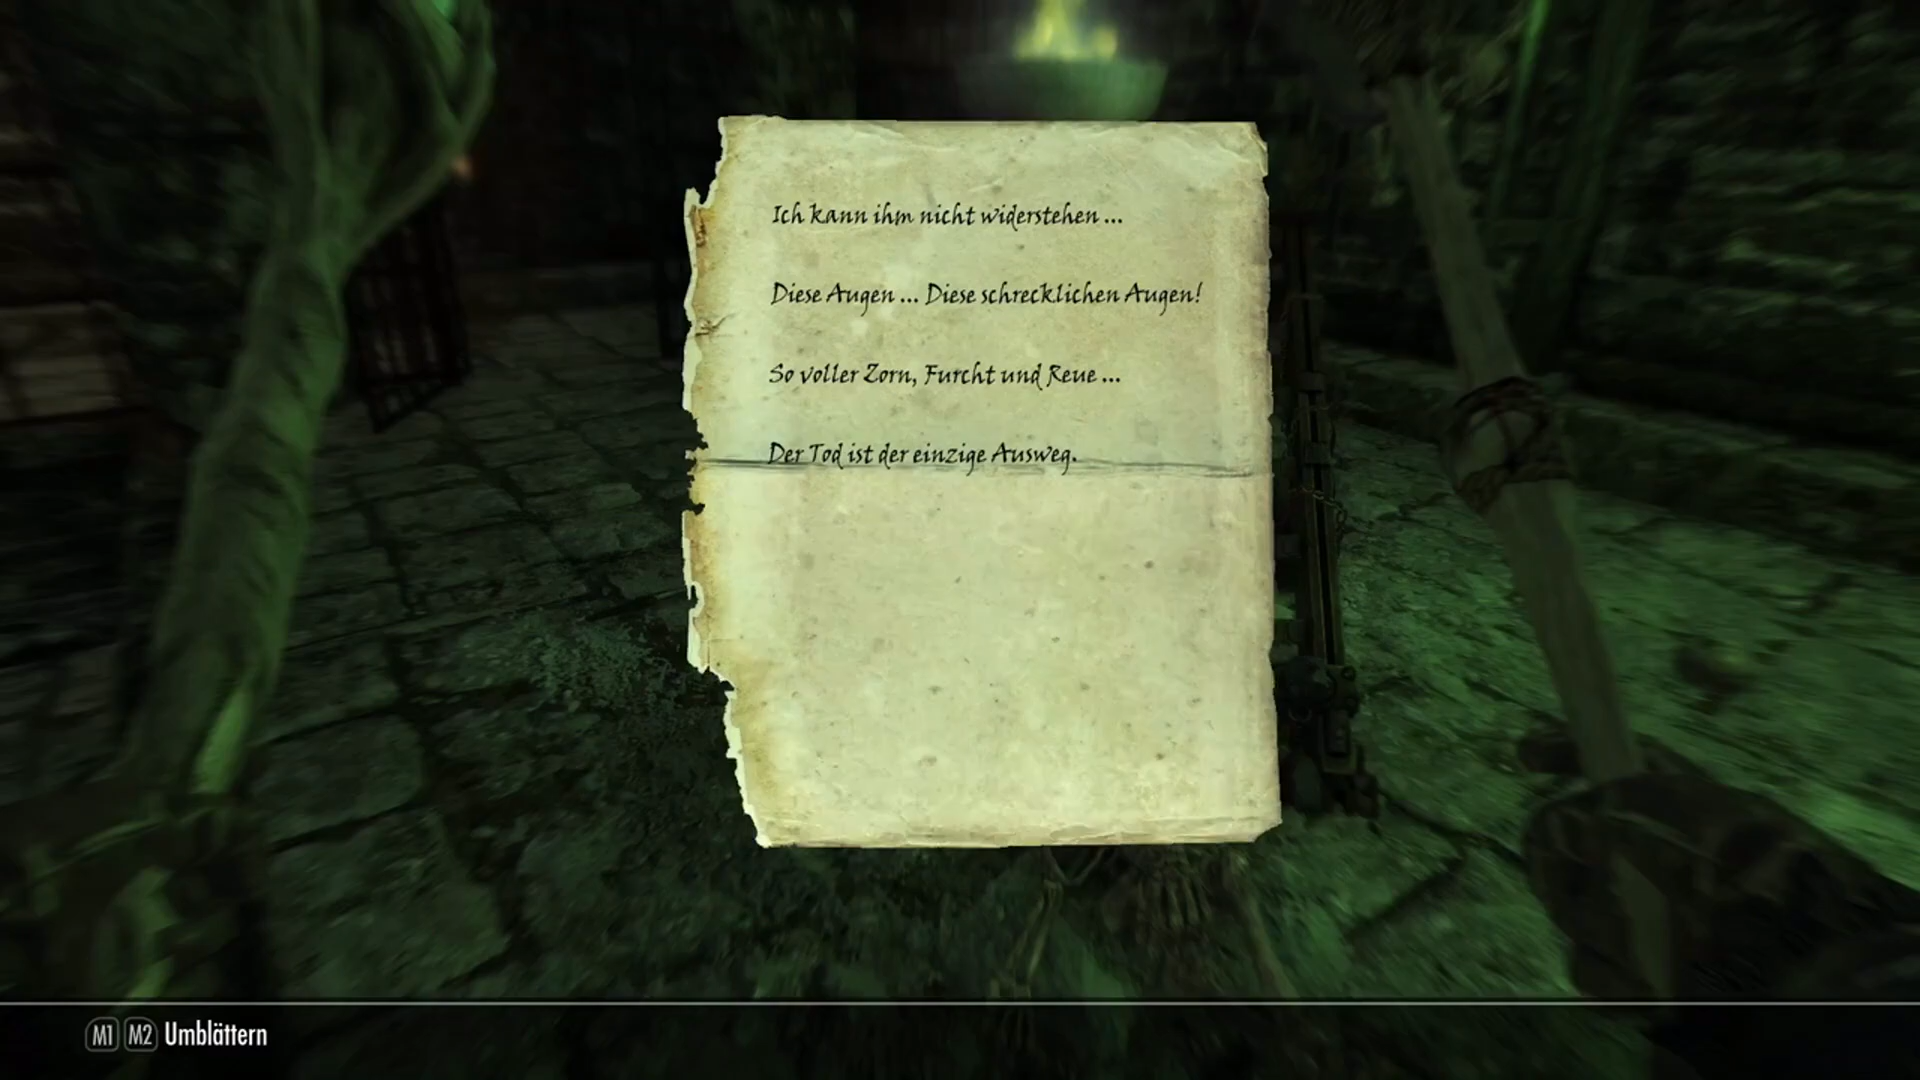 Ich kann ihm nicht widerstehen ...
Diese Augen ... Diese schrecklichen Augen!
So voller Zorn, Furcht und Reue ...
Der Tod ist der einzige Ausweg.
M1 M2 Umblättern